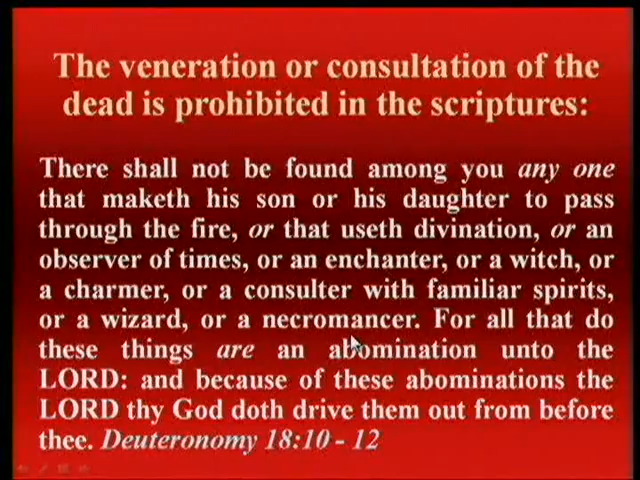 The veneration or consultation of the
dead is prohibited in the scriptures:
There shall not be found among you any one
that maketh his son or his daughter to pass
through the fire, or that useth divination, or an
observer of times, or an enchanter, or a witch, or
a charmer, or a consulter with familiar spirits,
or a wizard, or a necromancer. For all that do
these things are an abomination unto the
LORD: and because of these abominations the
LORD thy God doth drive them out from before
thee. Deuteronomy 18:10 - 12